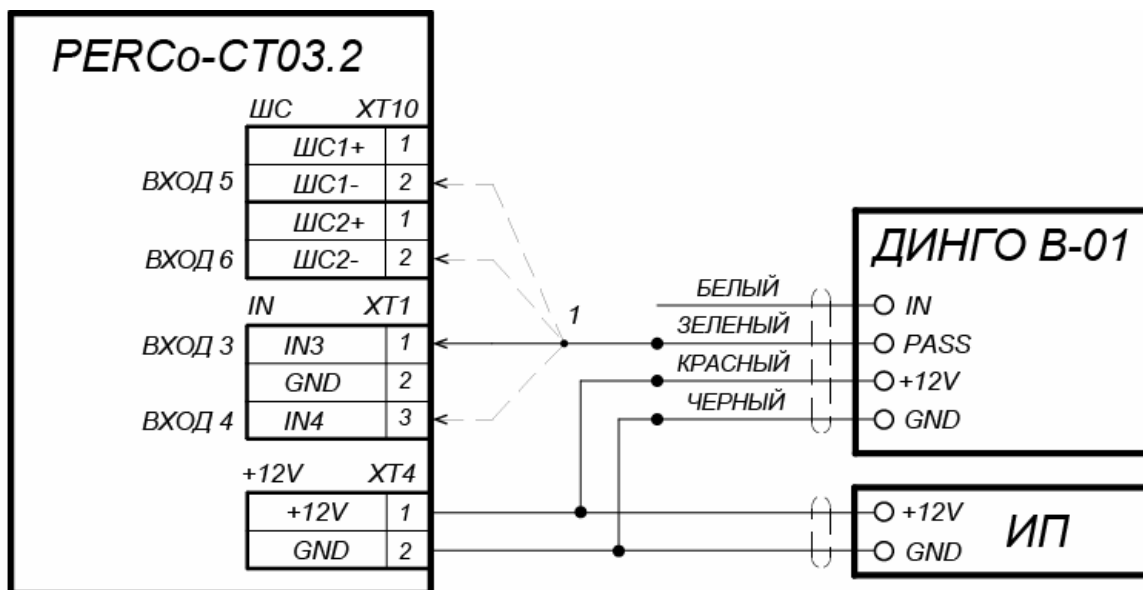 PERCo-CT03.2
ШС XT10
ШС1+ 1
ВХОД 5 ШС1- 2
ШС2+ 1
ВХОД 6 ШС2- 2
IN XT1
ВХОД 3 IN3 1
GND 2
ВХОД 4 IN4 3
+12V XT4
+12V 1
GND 2
1
БЕЛЫЙ
ЗЕЛЕНЫЙ
КРАСНЫЙ
ЧЕРНЫЙ
ДИНГО В-01
IN
PASS
+12V
GND
+12V
ИП
GND